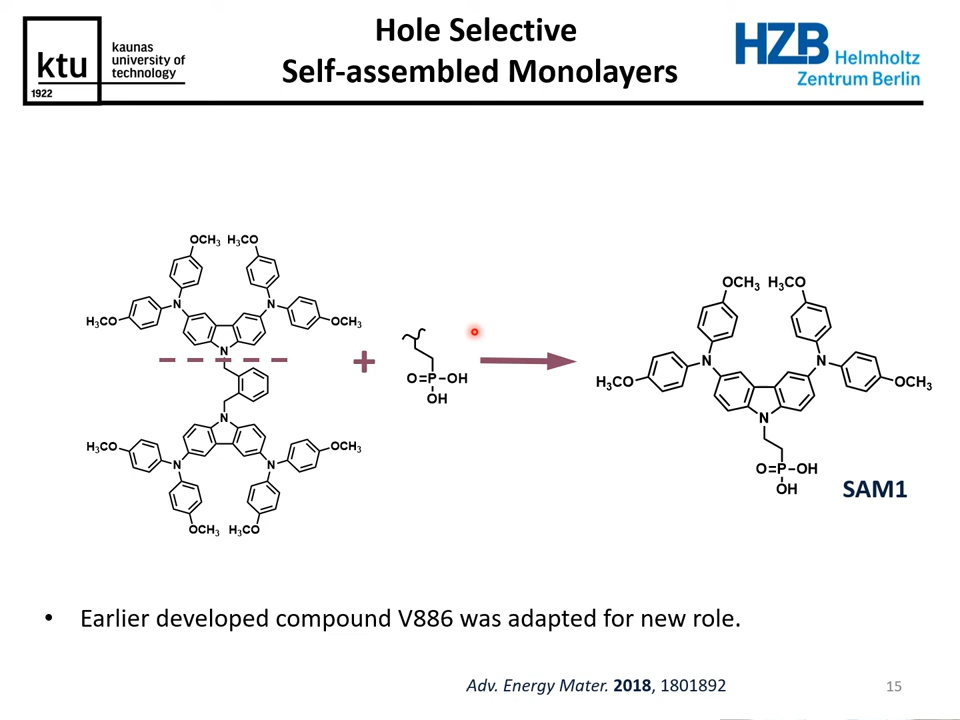 ktu
1922
kaunas
university of
technology
Hole Selective
Self-assembled Monolayers
HZB Helmholtz
Zentrum Berlin
OCH3 H3CO
N N
H3CO OCH3
N
N
H3CO OCH3
N N
OCH3 H3CO
+
O=P-OH
OH
OCH3 H3CO
N N
H3CO OCH3
N
O=P-OH
OH
SAM1
• Earlier developed compound V886 was adapted for new role.
Adv. Energy Mater. 2018, 1801892
15